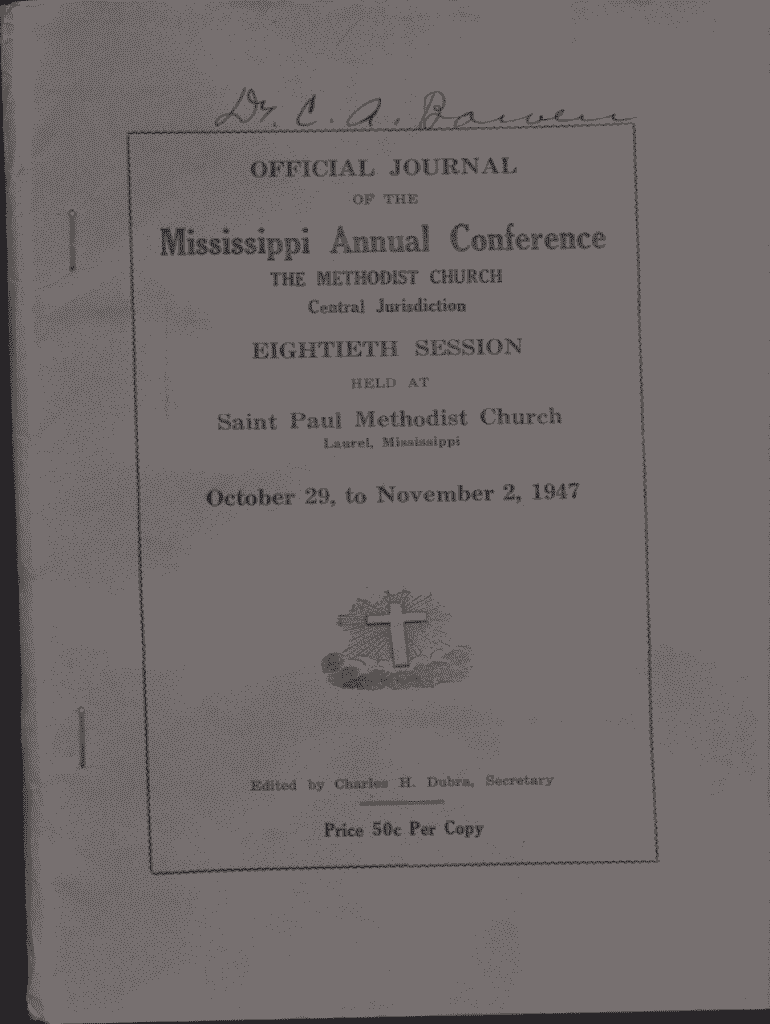 Dr. C. A. Bowen
OFFICIAL JOURNAL
OF THE
Mississippi Annual Conference
THE METHODIST CHURCH
Central Jurisdiction
EIGHTIETH SESSION
HELD AT
Saint Paul Methodist Church
Laurel, Mississippi
October 29, to November 2, 1947
Edited by Charles H. Dubra, Secretary
Price 50c Per Copy